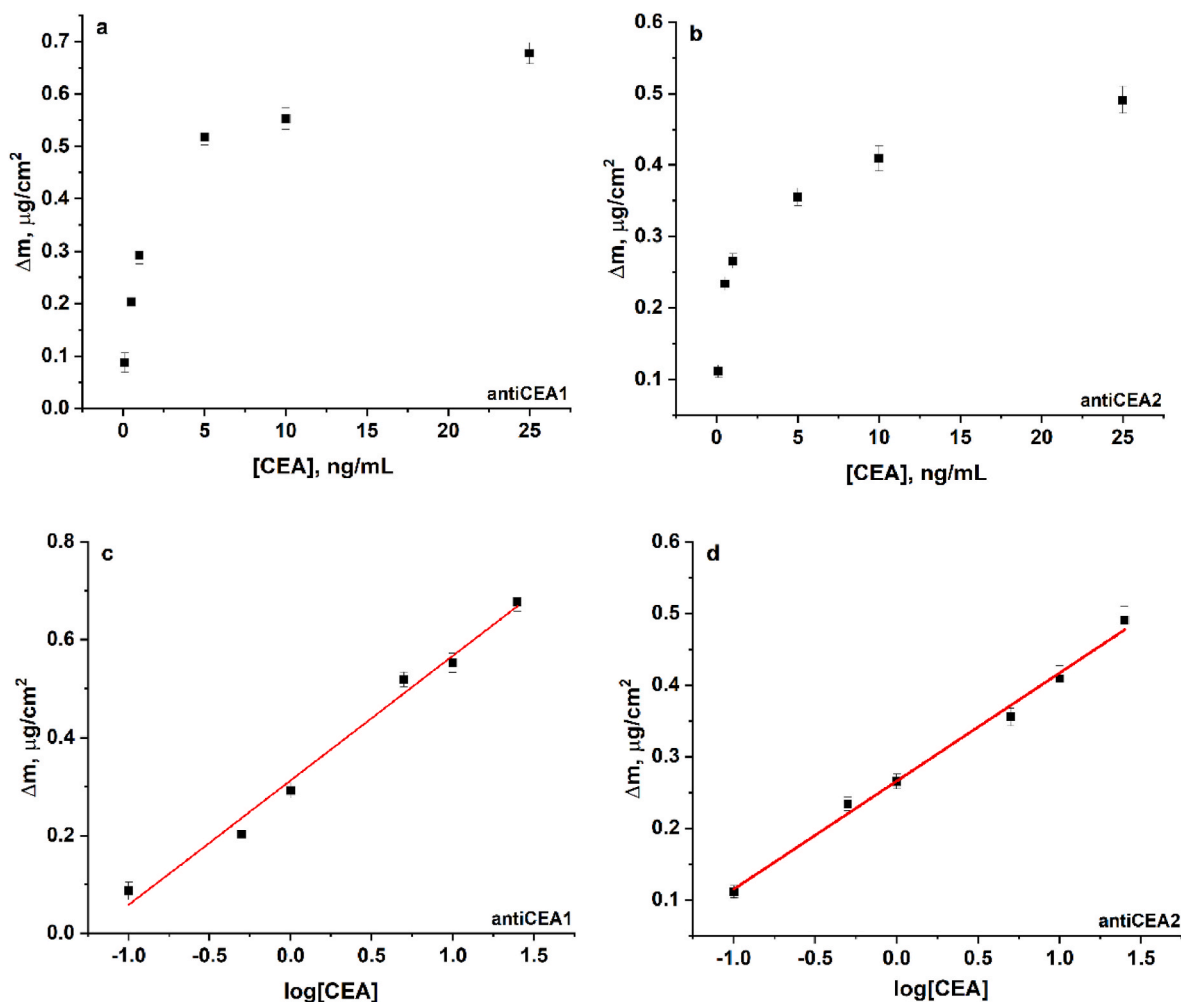 a
0.7
0.6
0.5
0.4
0.3
0.2
0.1
0.0
Δm, μg/cm²
antiCEA1
0 5 10 15 20 25
[CEA], ng/mL
b
0.6
0.5
0.4
0.3
0.2
0.1
Δm, μg/cm²
antiCEA2
0 5 10 15 20 25
[CEA], ng/mL
c
0.8
0.6
0.4
0.2
0.0
Δm, μg/cm²
antiCEA1
-1.0 -0.5 0.0 0.5 1.0 1.5
log[CEA]
d
0.6
0.5
0.4
0.3
0.2
0.1
Δm, μg/cm²
antiCEA2
-1.0 -0.5 0.0 0.5 1.0 1.5
log[CEA]